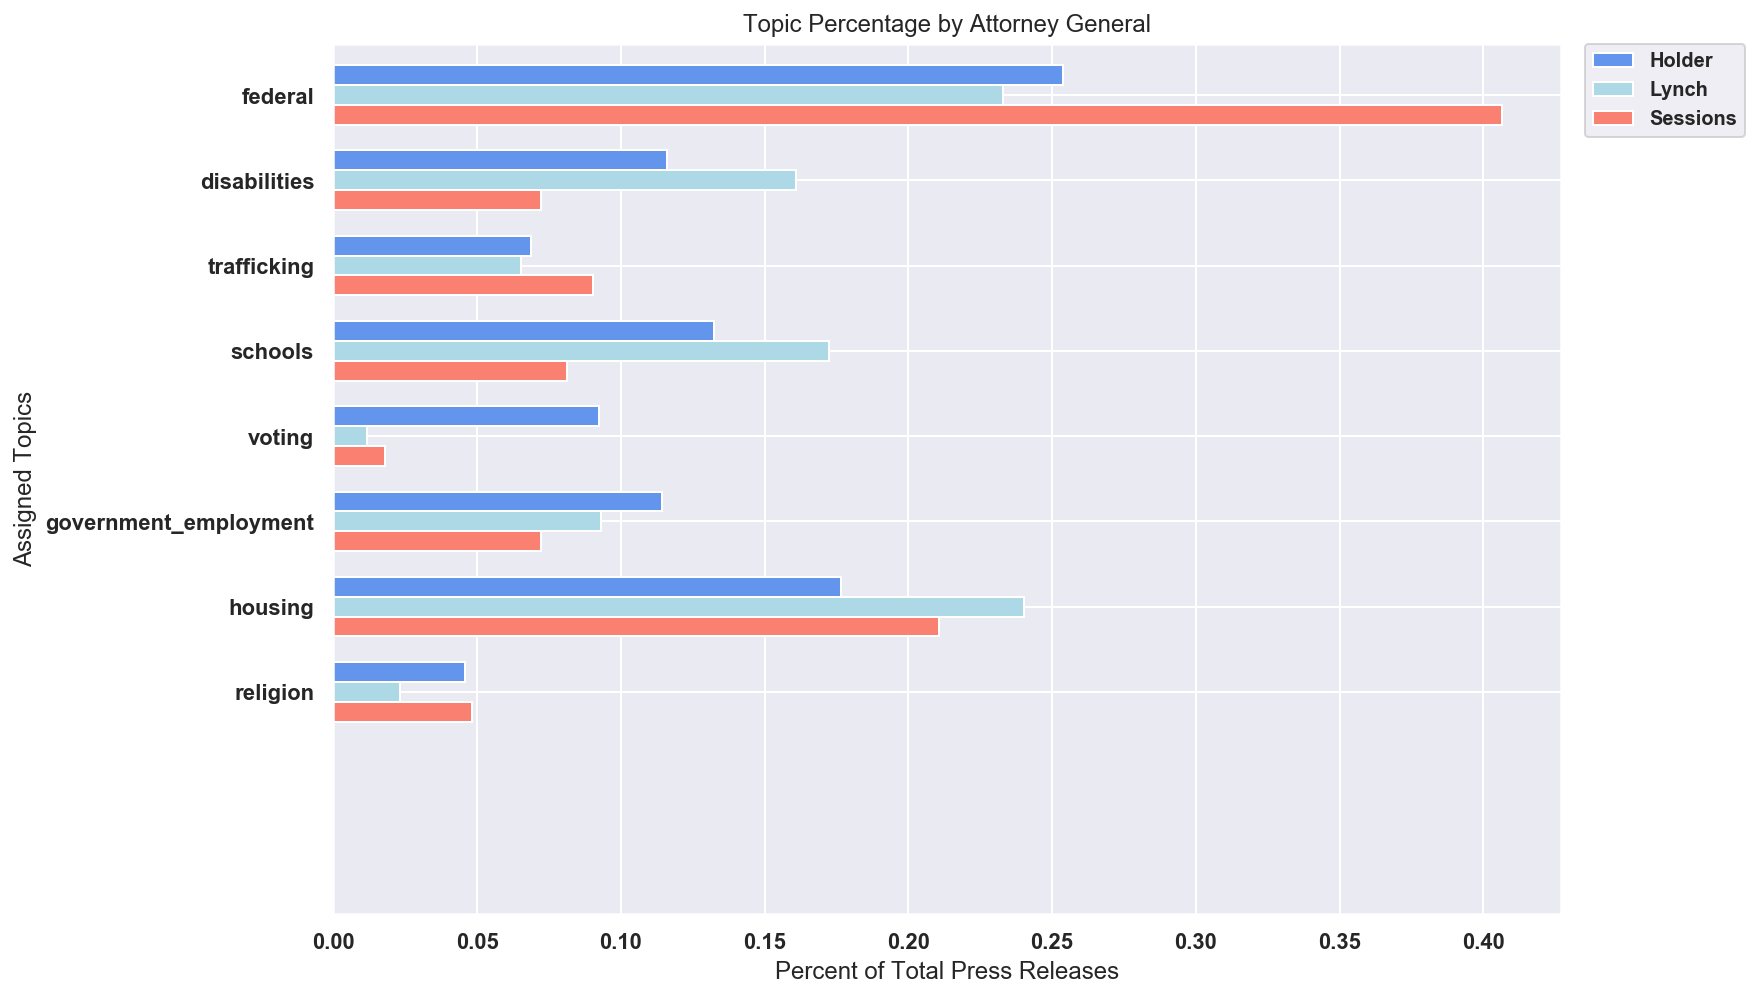 Topic Percentage by Attorney General
Holder
Lynch
Sessions
federal
disabilities
trafficking
schools
voting
government_employment
housing
religion
Assigned Topics
0.00 0.05 0.10 0.15 0.20 0.25 0.30 0.35 0.40
Percent of Total Press Releases